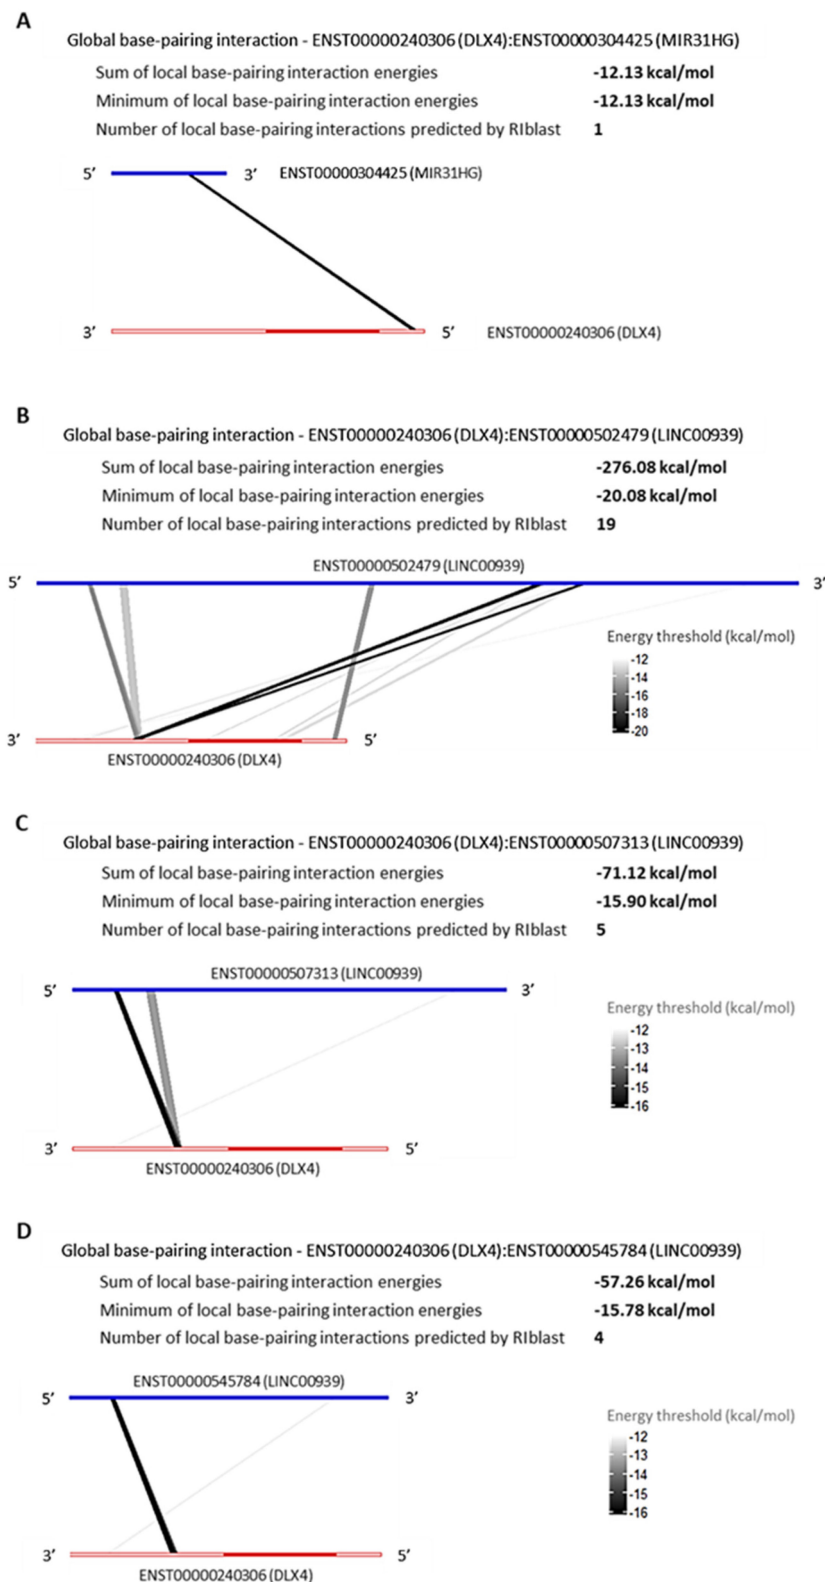 A
Global base-pairing interaction - ENST00000240306 (DLX4):ENST00000304425 (MIR31HG)
Sum of local base-pairing interaction energies -12.13 kcal/mol
Minimum of local base-pairing interaction energies -12.13 kcal/mol
Number of local base-pairing interactions predicted by RIblast 1
5’ 3’ ENST00000304425 (MIR31HG)
3’ 5’ ENST00000240306 (DLX4)
B
Global base-pairing interaction - ENST00000240306 (DLX4):ENST00000502479 (LINC00939)
Sum of local base-pairing interaction energies -276.08 kcal/mol
Minimum of local base-pairing interaction energies -20.08 kcal/mol
Number of local base-pairing interactions predicted by RIblast 19
ENST00000502479 (LINC00939)
5’ 3’
Energy threshold (kcal/mol)
-12
-14
-16
-18
-20
3’ 5’
ENST00000240306 (DLX4)
C
Global base-pairing interaction - ENST00000240306 (DLX4):ENST00000507313 (LINC00939)
Sum of local base-pairing interaction energies -71.12 kcal/mol
Minimum of local base-pairing interaction energies -15.90 kcal/mol
Number of local base-pairing interactions predicted by RIblast 5
ENST00000507313 (LINC00939)
5’ 3’
Energy threshold (kcal/mol)
-12
-13
-14
-15
-16
3’ 5’
ENST00000240306 (DLX4)
D
Global base-pairing interaction - ENST00000240306 (DLX4):ENST00000545784 (LINC00939)
Sum of local base-pairing interaction energies -57.26 kcal/mol
Minimum of local base-pairing interaction energies -15.78 kcal/mol
Number of local base-pairing interactions predicted by RIblast 4
ENST00000545784 (LINC00939)
5’ 3’
Energy threshold (kcal/mol)
-12
-13
-14
-15
-16
3’ 5’
ENST00000240306 (DLX4)